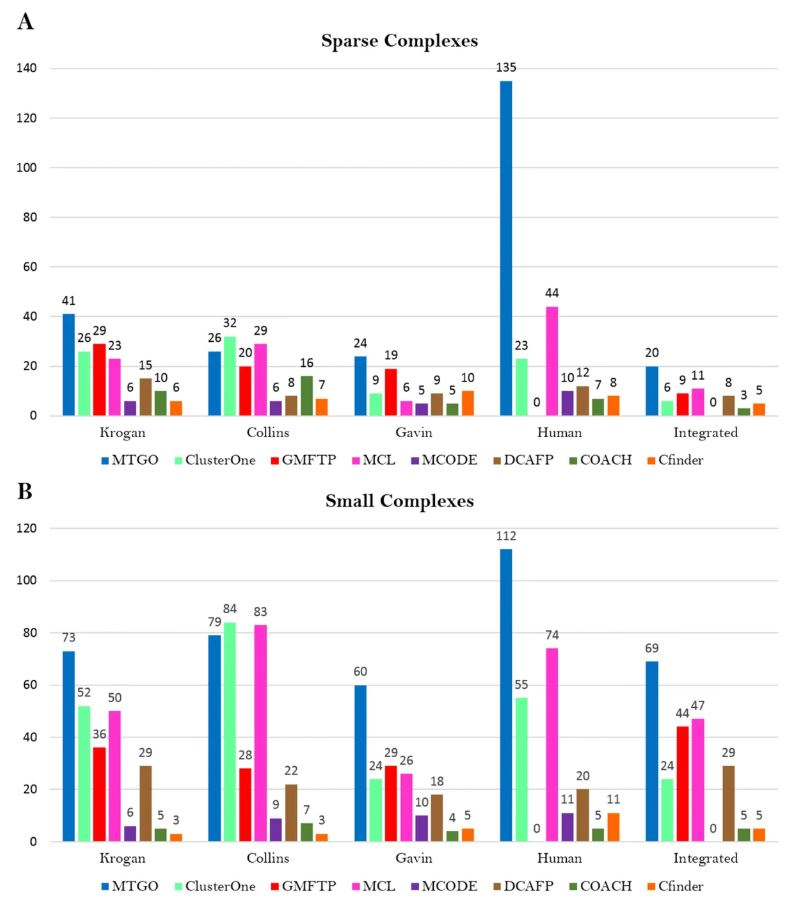 A
Sparse Complexes
140
120
100
80
60
40
20
0
41 26 29 23 6 15 10 6
26 32 20 29 6 8 16 7
24 9 19 6 5 9 5 10
135 23 0 44 10 12 7 8
20 6 9 11 0 8 3 5
Krogan Collins Gavin Human Integrated
MTGO ClusterOne GMFTP MCL MCODE DCAFP COACH Cfinder
B
Small Complexes
120
100
80
60
40
20
0
73 52 36 50 6 29 5 3
79 84 28 83 9 22 7 3
60 24 29 26 10 18 4 5
112 55 0 74 11 20 5 11
69 24 44 47 0 29 5 5
Krogan Collins Gavin Human Integrated
MTGO ClusterOne GMFTP MCL MCODE DCAFP COACH Cfinder